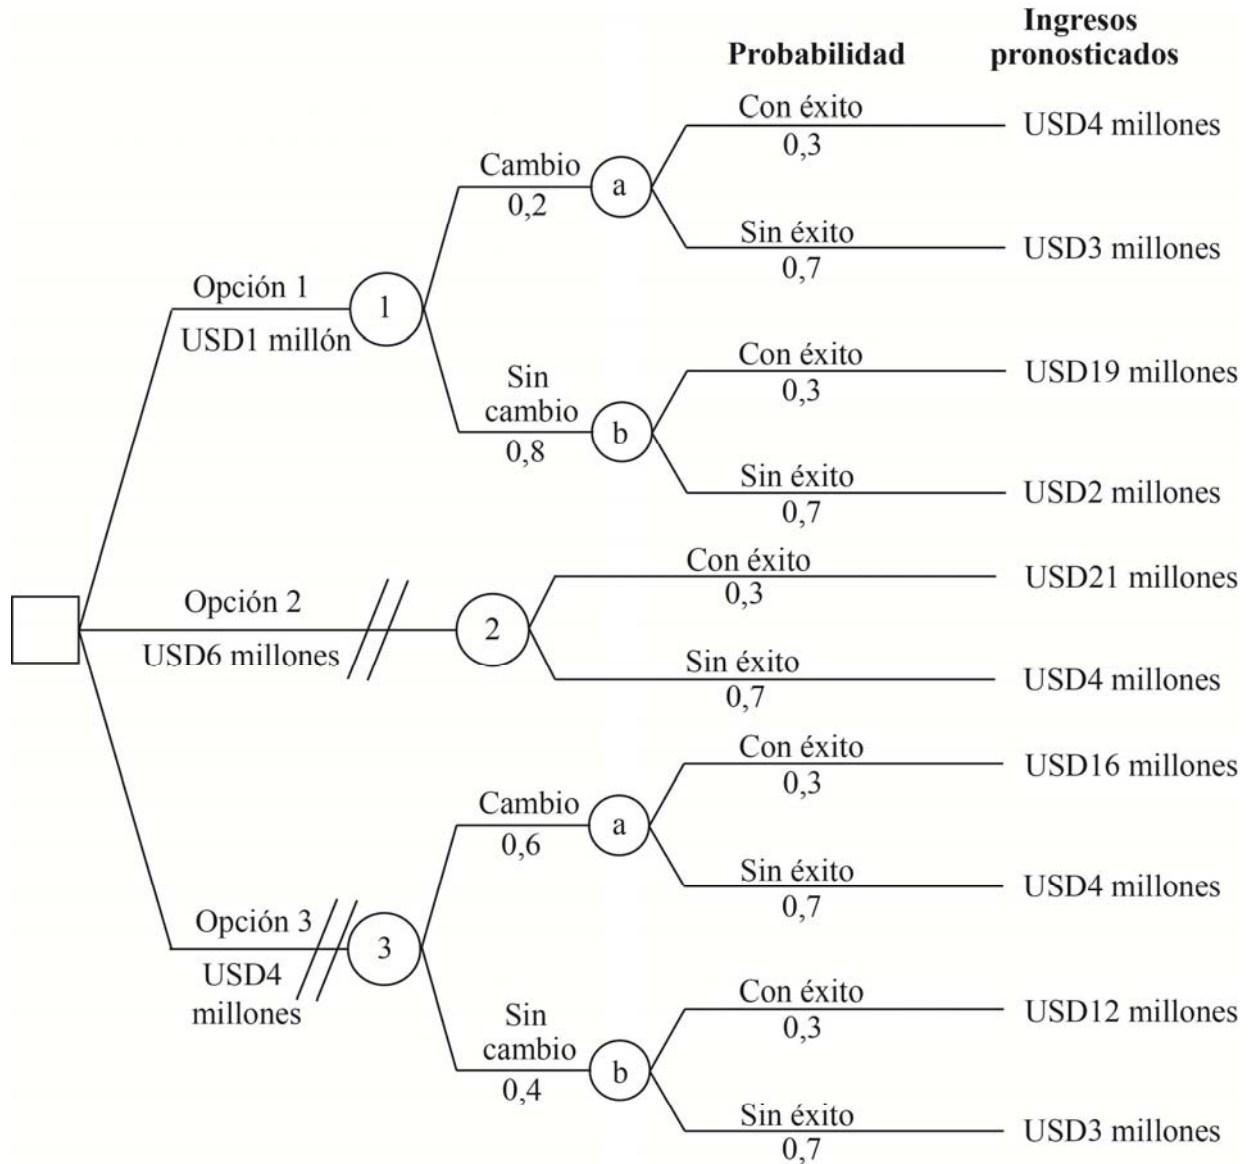 Ingresos
Probabilidad pronosticados
Con éxito
0,3
USD4 millones
Cambio
0,2
a
Sin éxito
0,7
USD3 millones
Opción 1
USD1 millón
1
Con éxito
0,3
USD19 millones
Sin
cambio
0,8
b
Sin éxito
0,7
USD2 millones
Con éxito
0,3
USD21 millones
Opción 2
USD6 millones
2
Sin éxito
0,7
USD4 millones
Con éxito
0,3
USD16 millones
Cambio
0,6
a
Sin éxito
0,7
USD4 millones
Opción 3
USD4
millones
3
Con éxito
0,3
USD12 millones
Sin
cambio
0,4
b
Sin éxito
0,7
USD3 millones